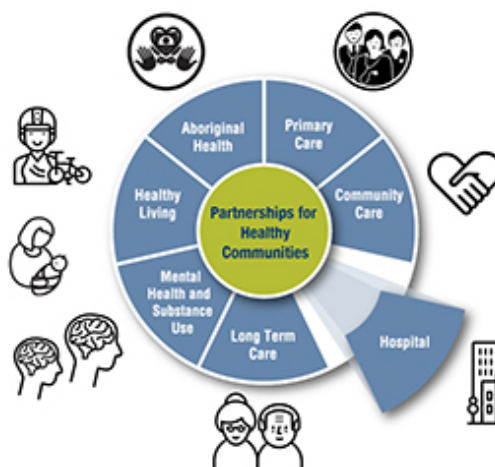 Aboriginal
Health
Primary
Care
Healthy
Living
Community
Care
Partnerships for
Healthy
Communities
Mental
Health and
Substance
Use
Long Term
Care
Hospital